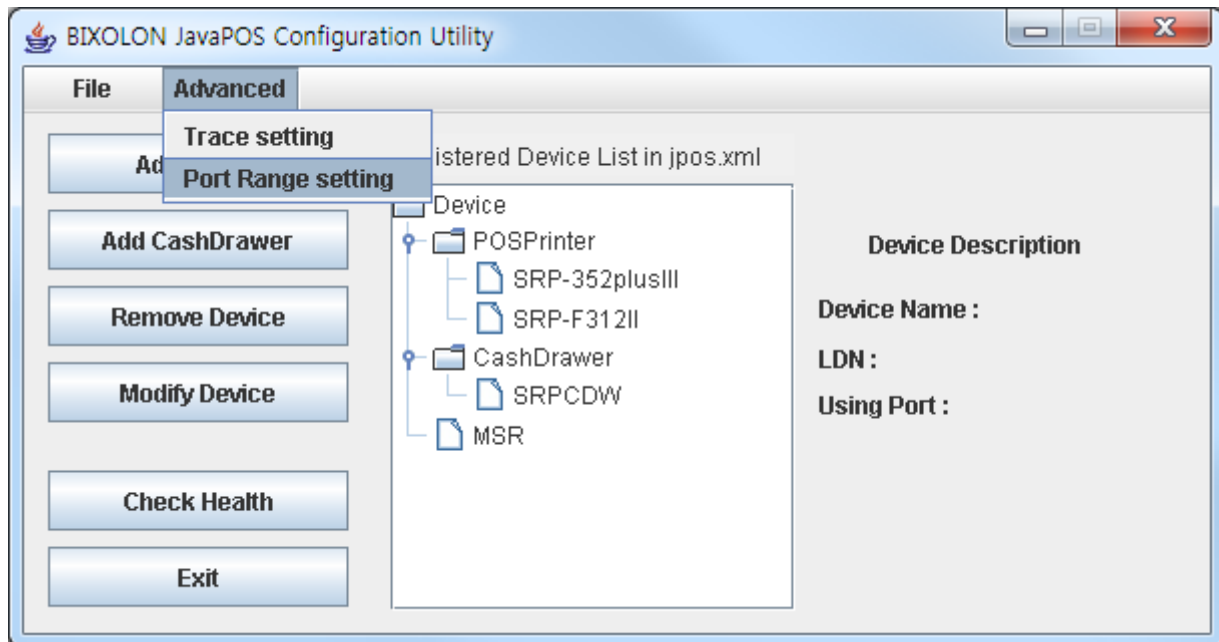 BIXOLON JavaPOS Configuration Utility
File Advanced
Trace setting
Port Range setting
Ad
istered Device List in jpos.xml
Add CashDrawer
Remove Device
Modify Device
Check Health
Exit
Device
POSPrinter
SRP-352plusIII
SRP-F312II
CashDrawer
SRPCDW
MSR
Device Description
Device Name :
LDN :
Using Port :